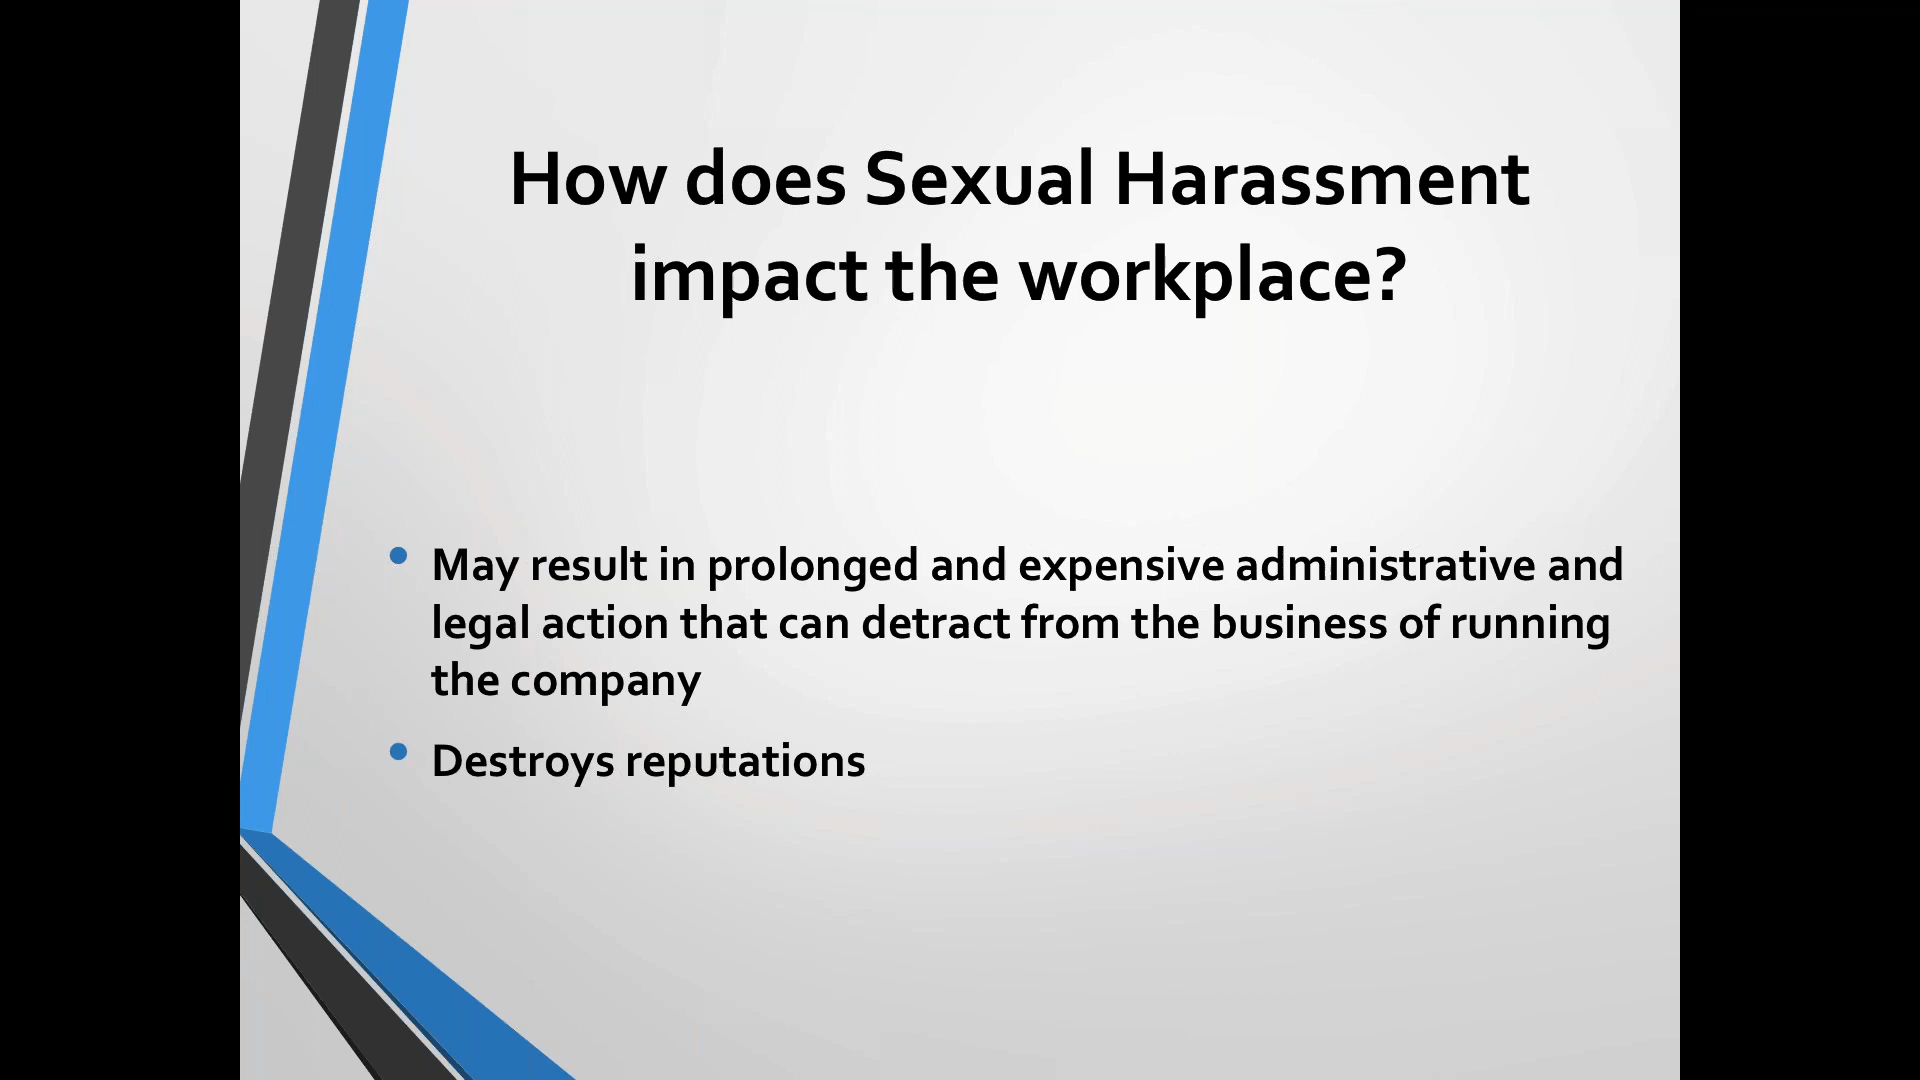 How does Sexual Harassment
impact the workplace?
• May result in prolonged and expensive administrative and
legal action that can detract from the business of running
the company
• Destroys reputations